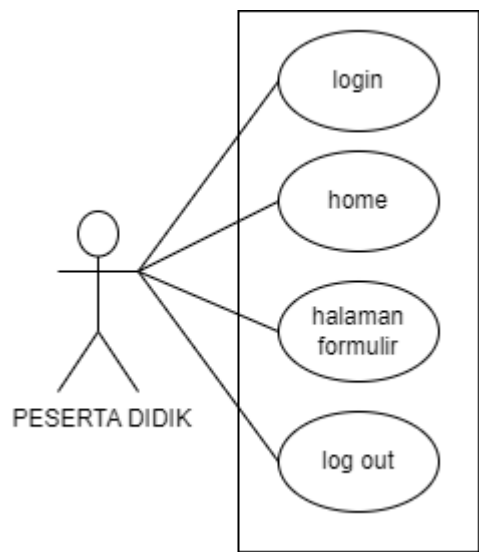 login
home
halaman
formulir
PESERTA DIDIK
log out